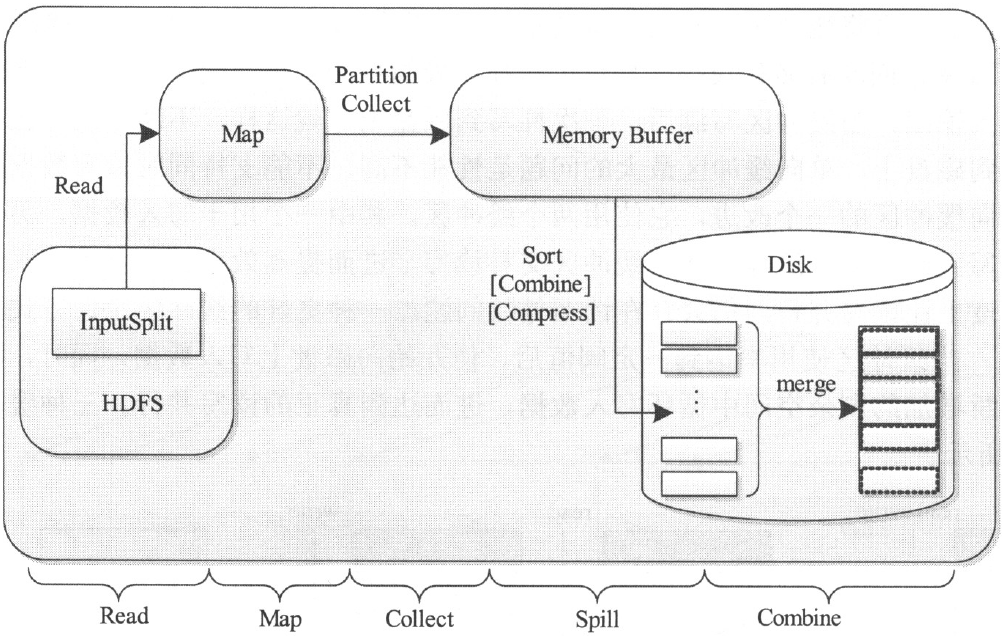 Partition
Collect
Map
Memory Buffer
Read
Sort
[Combine]
[Compress]
Disk
InputSplit
HDFS
⋮
merge
Read
Map
Collect
Spill
Combine